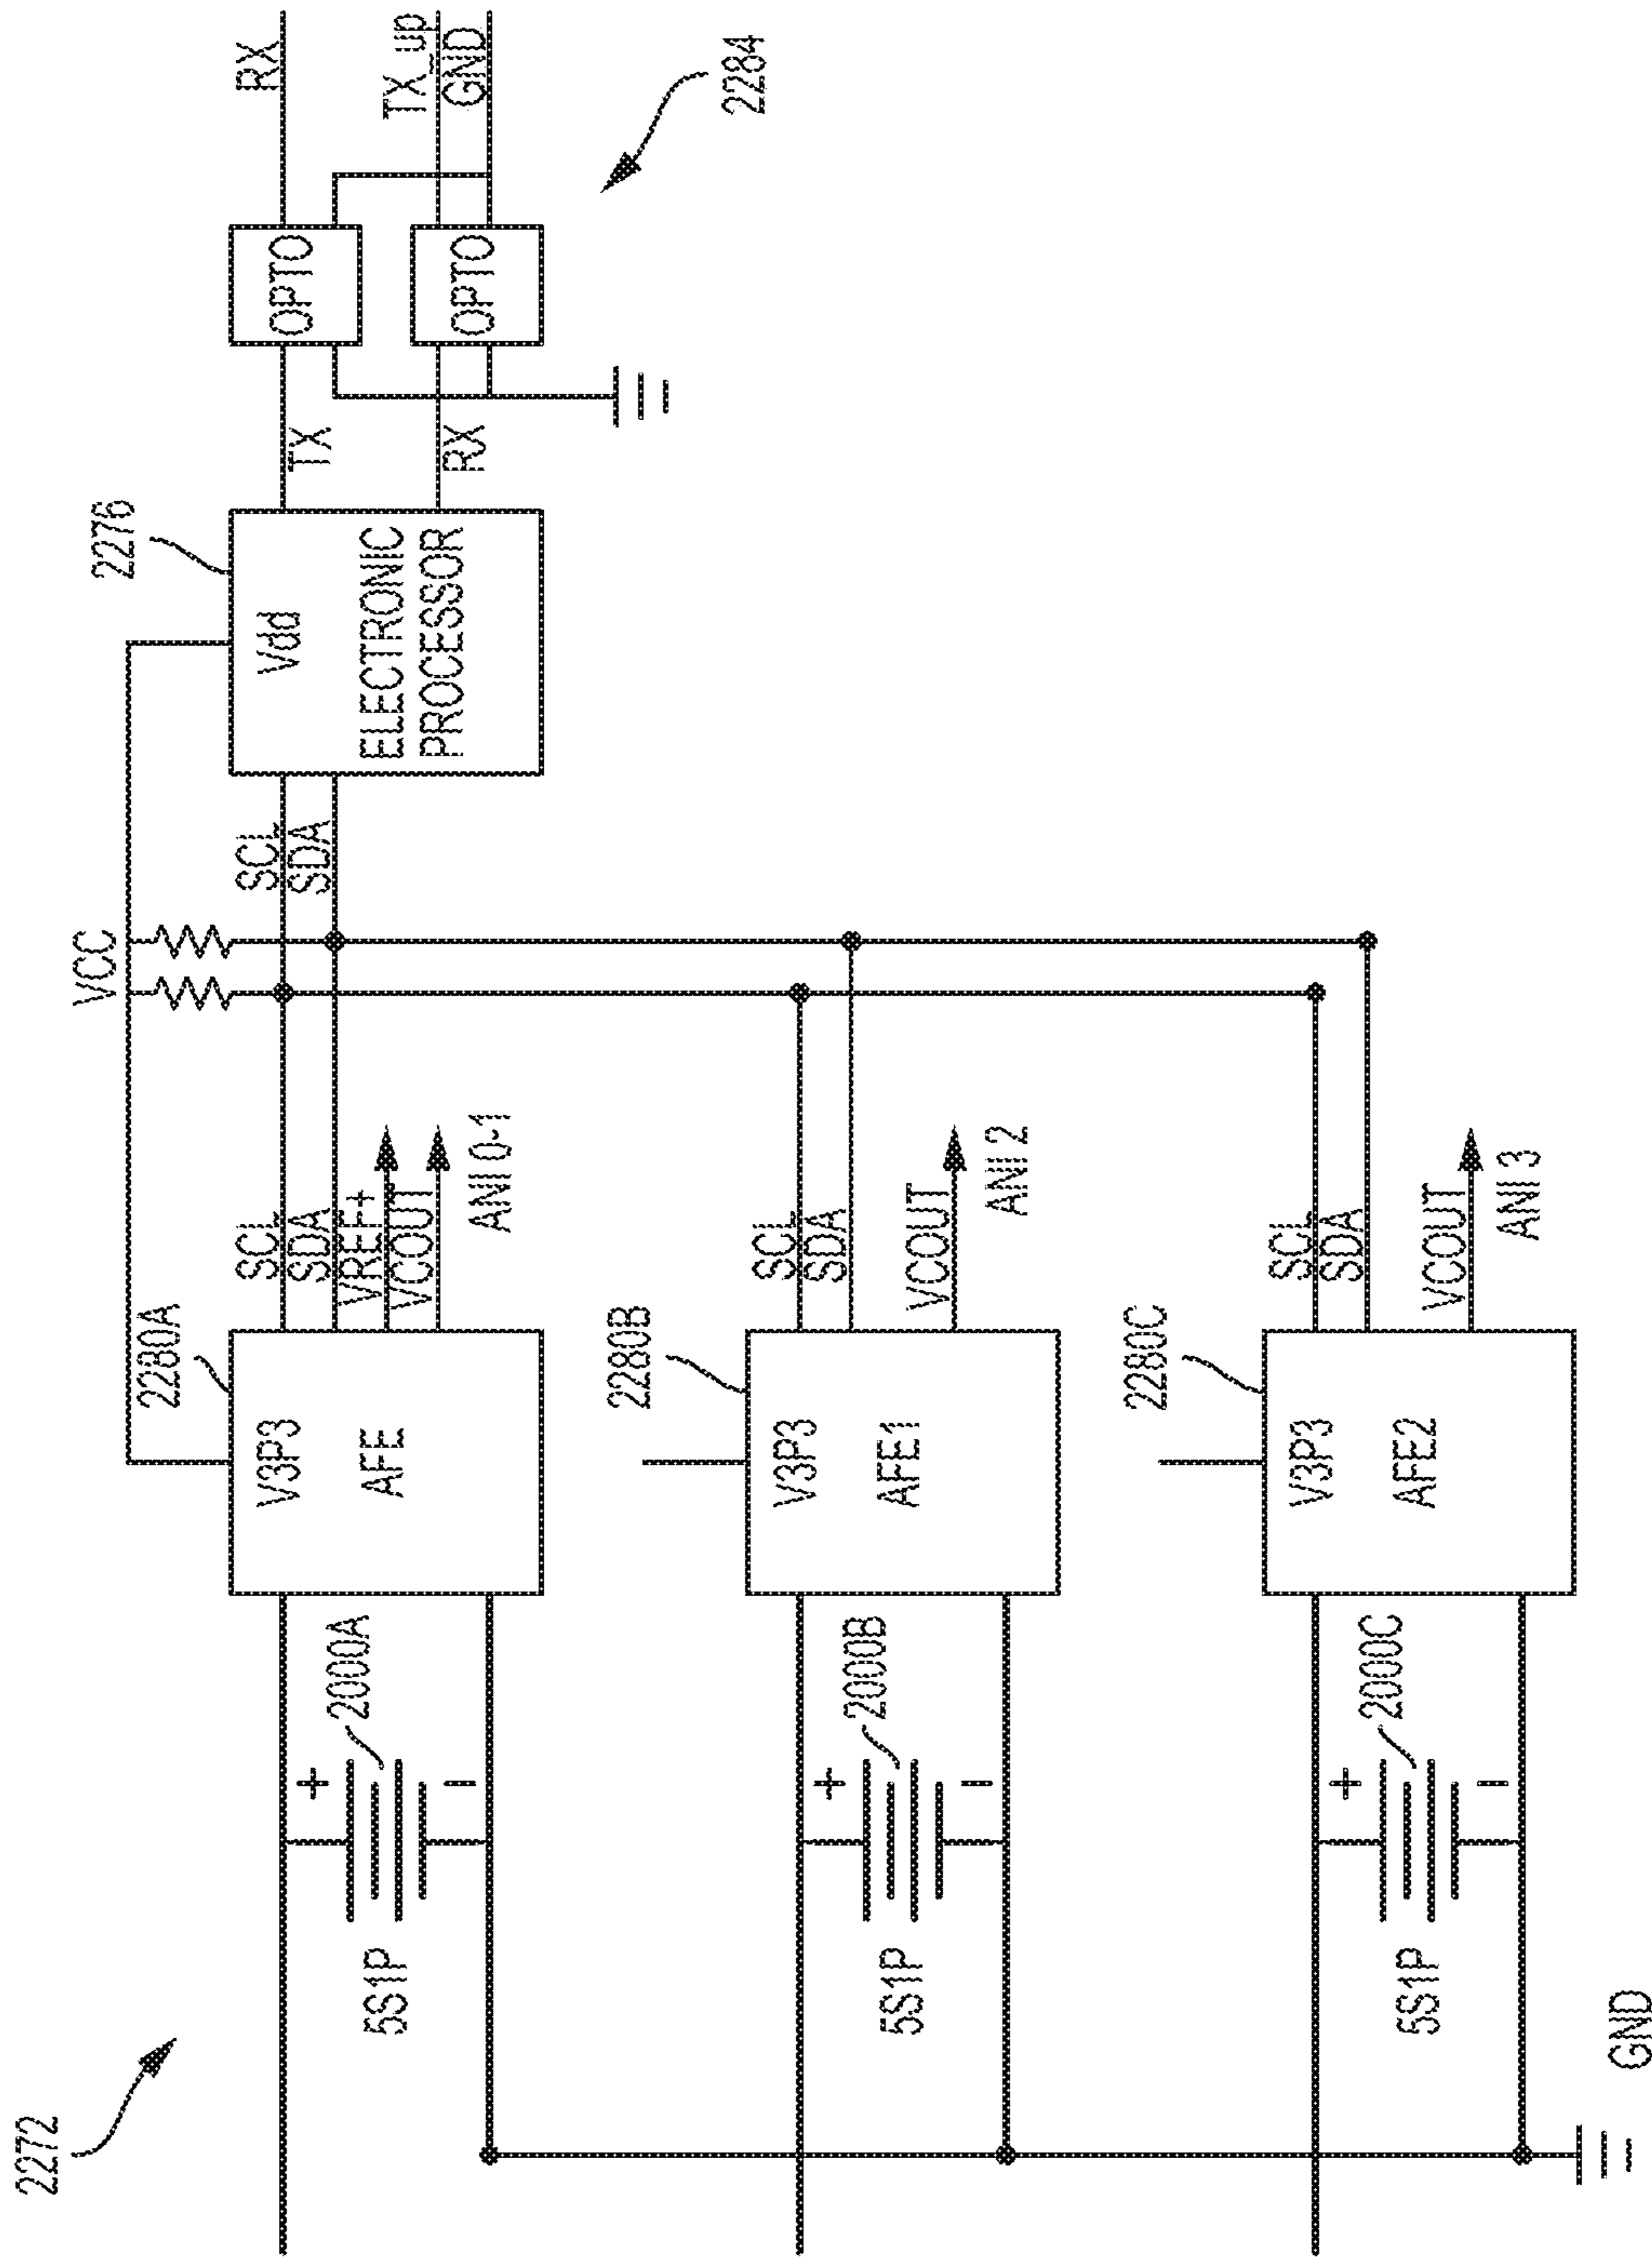 2272
VCC
2276
2280A
V3P3
AFE
SCL
SDA
VREF+
VCOUT
ANI 0-1
SCL
SDA
Vdd
ELECTRONIC
PROCESSOR
TX
RX
OPTO
OPTO
RX
TX_up
GND
2284
5S1P
2000A
+
-
2280B
V3P3
AFE1
SCL
SDA
VCOUT
ANI 2
5S1P
2000B
+
-
2280C
V3P3
AFE2
SCL
SDA
VCOUT
ANI 3
5S1P
2000C
+
-
GND